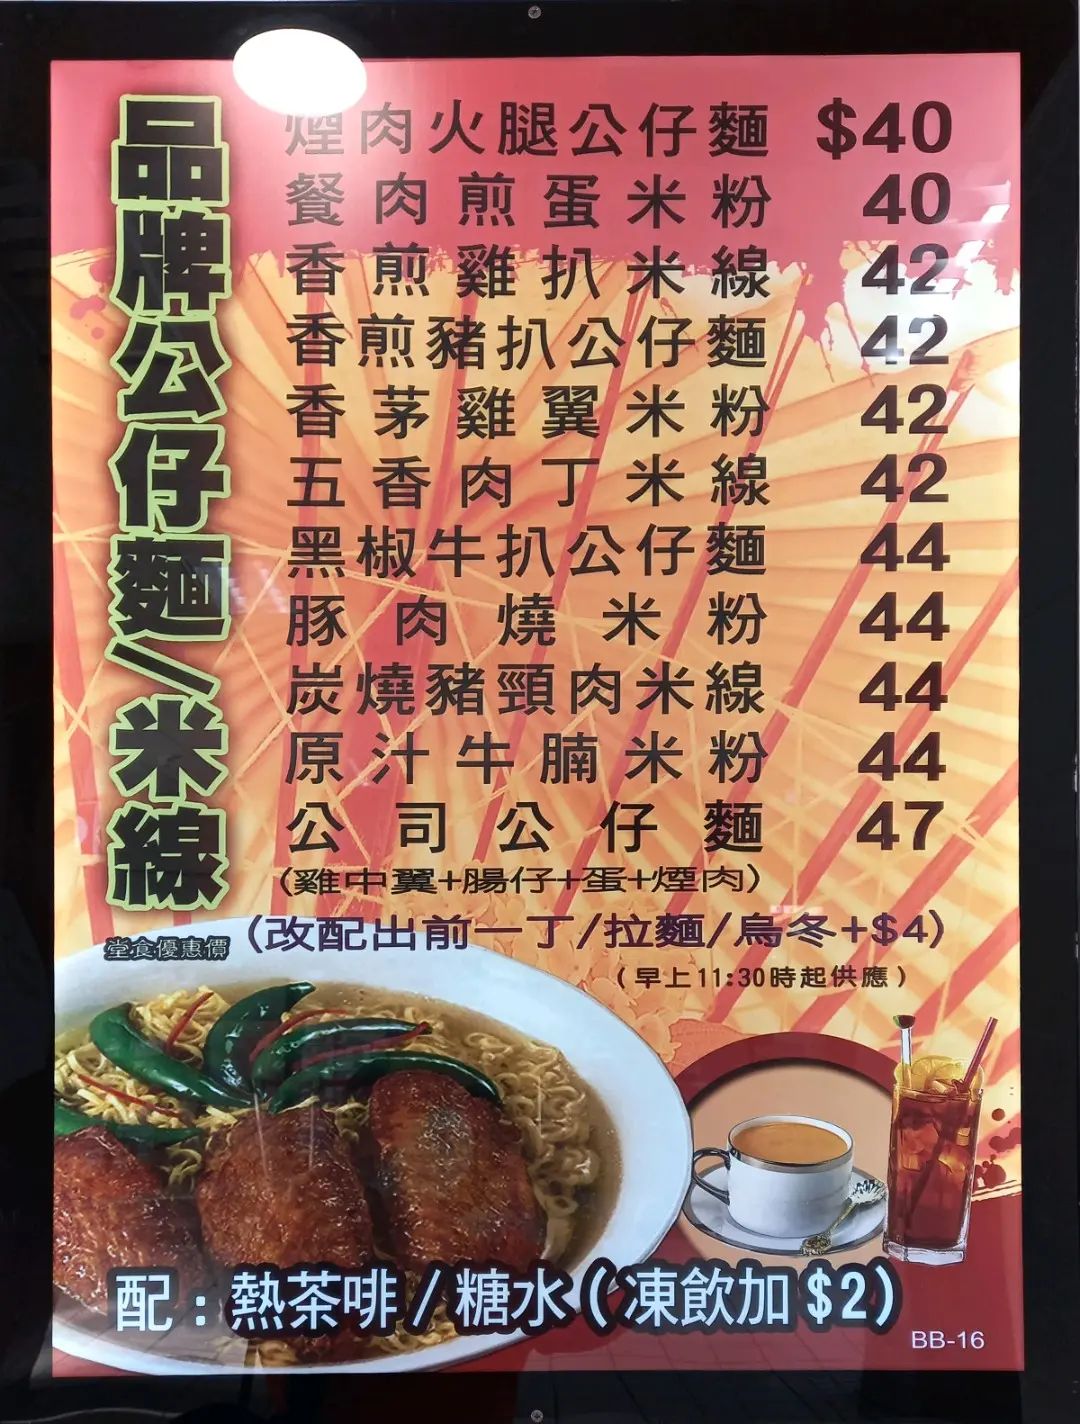 品牌公仔麵/米線
煙肉火腿公仔麵 $40
餐肉煎蛋米粉 40
香煎雞扒米線 42
香煎豬扒公仔麵 42
香茅雞翼米粉 42
五香肉丁米線 42
黑椒牛扒公仔麵 44
豚肉燒米粉 44
炭燒豬頸肉米線 44
原汁牛腩米粉 44
公司公仔麵 47
(雞中翼+腸仔+蛋+煙肉)
堂食優惠價
(改配出前一丁/拉麵/烏冬+$4)
(早上11:30時起供應)
配:熱茶啡/糖水(凍飲加$2)
BB-16